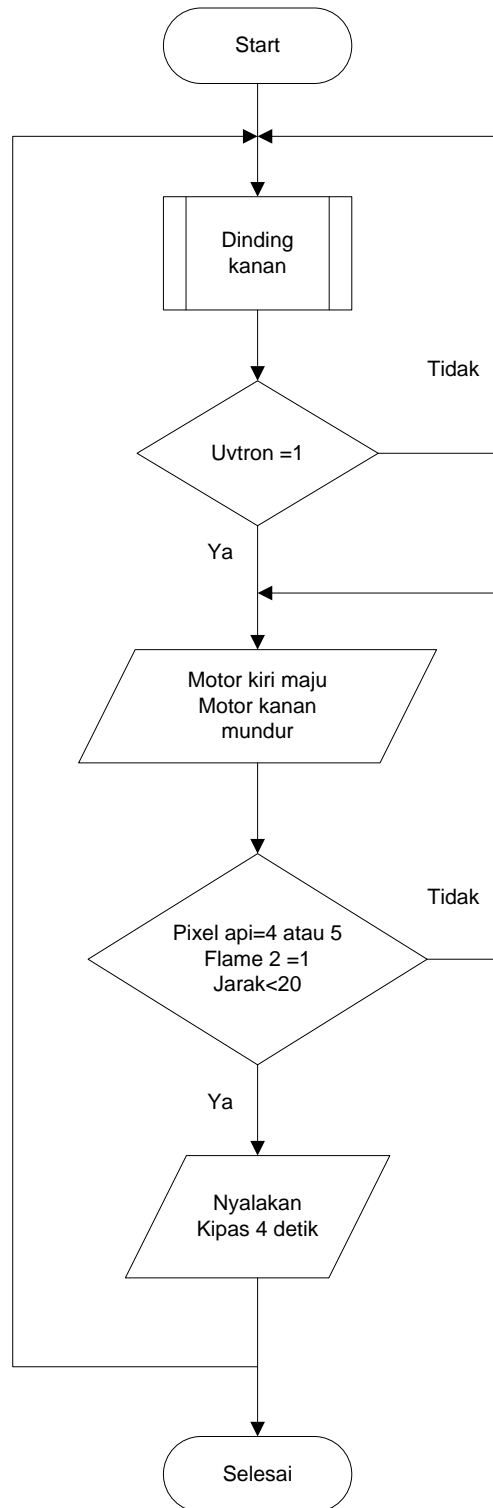 Start
Dinding
kanan
Tidak
Uvtron =1
Ya
Motor kiri maju
Motor kanan
mundur
Tidak
Pixel api=4 atau 5
Flame 2 =1
Jarak<20
Ya
Nyalakan
Kipas 4 detik
Selesai